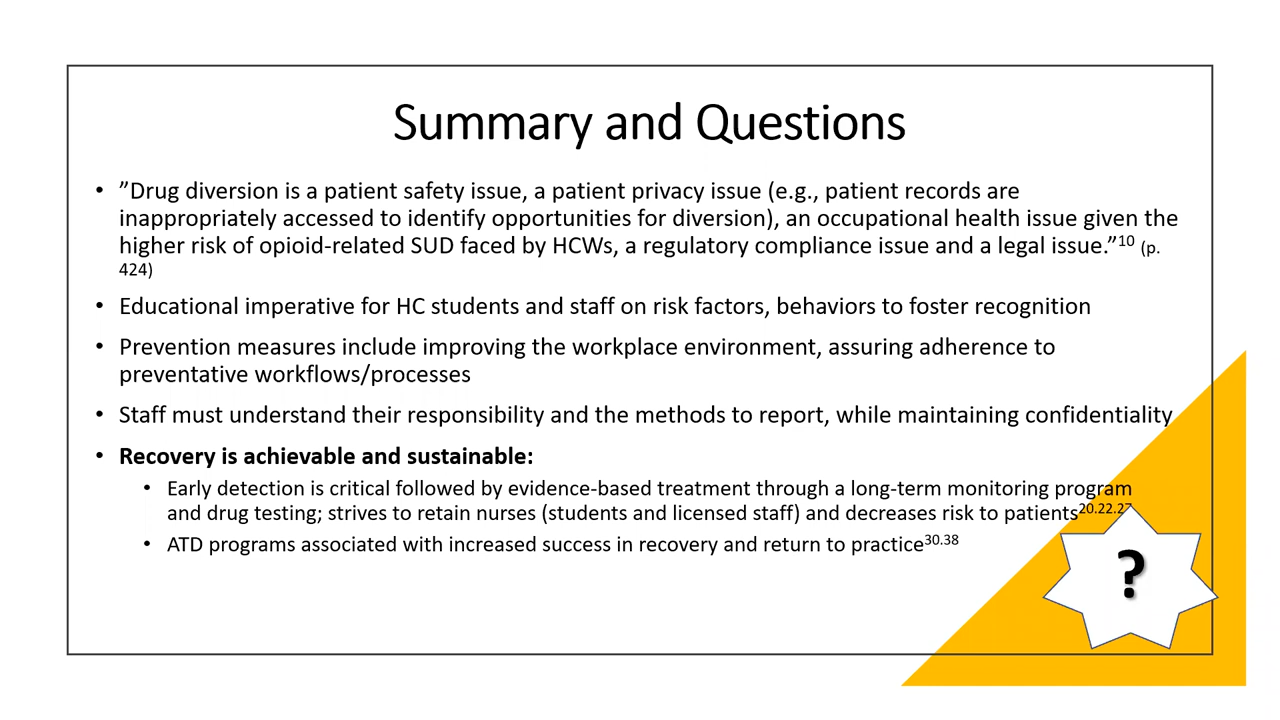 Summary and Questions
• ”Drug diversion is a patient safety issue, a patient privacy issue (e.g., patient records are
inappropriately accessed to identify opportunities for diversion), an occupational health issue given the
higher risk of opioid-related SUD faced by HCWs, a regulatory compliance issue and a legal issue.”10 (p.
424)
• Educational imperative for HC students and staff on risk factors, behaviors to foster recognition
• Prevention measures include improving the workplace environment, assuring adherence to
preventative workflows/processes
• Staff must understand their responsibility and the methods to report, while maintaining confidentiality
• Recovery is achievable and sustainable:
• Early detection is critical followed by evidence-based treatment through a long-term monitoring program
and drug testing; strives to retain nurses (students and licensed staff) and decreases risk to patients20.22.
• ATD programs associated with increased success in recovery and return to practice30.38
?